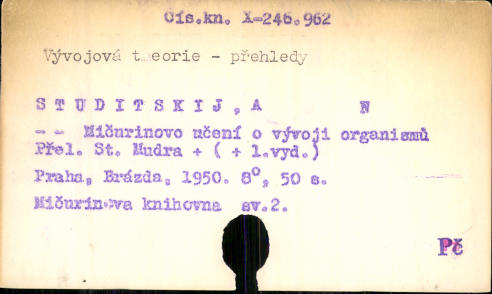 Čís.kn. X-246.962
Vývojová teorie - přehledy
STUDITSKIJ, A N
-- Mičurinovo učení o vývoji organismů
Přel. St. Mudra + ( + 1.vyd.)
Praha, Brázda, 1950. 8°, 50 s.
Mičurinova knihovna sv.2.
Pč